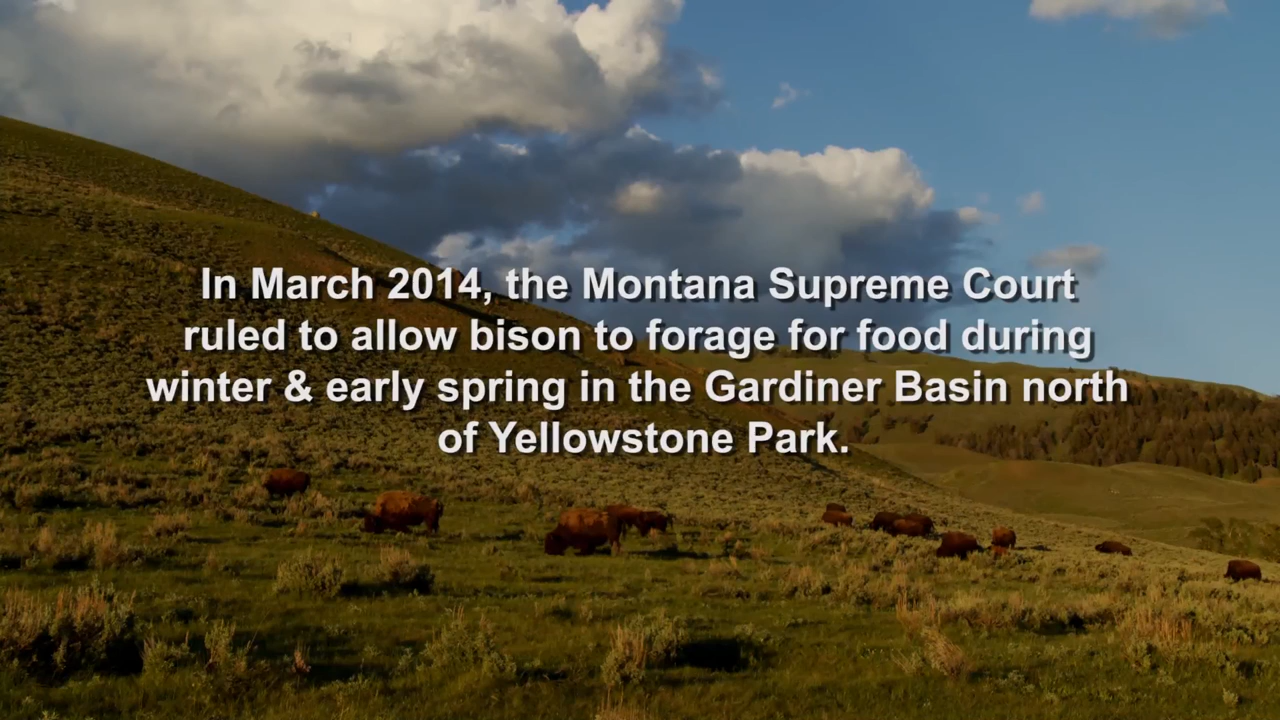 In March 2014, the Montana Supreme Court
ruled to allow bison to forage for food during
winter & early spring in the Gardiner Basin north
of Yellowstone Park.